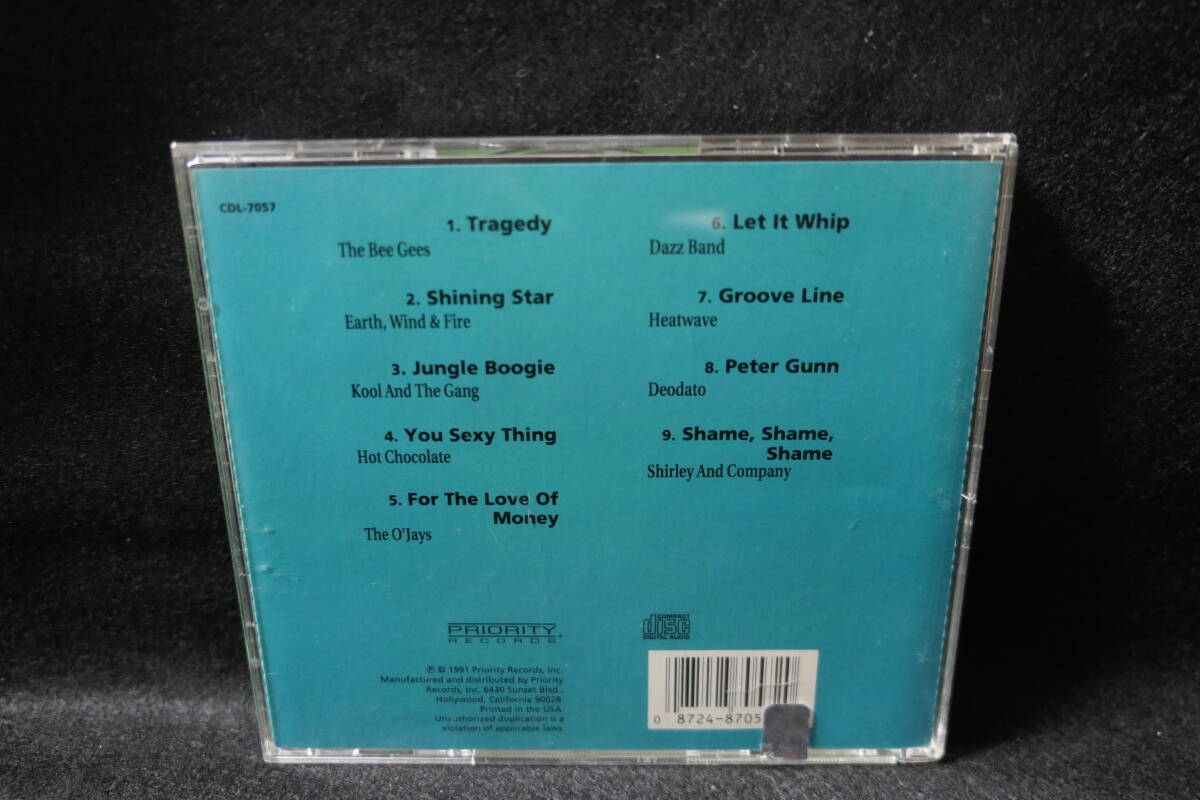 CDL-7057
1. Tragedy
The Bee Gees
2. Shining Star
Earth, Wind & Fire
3. Jungle Boogie
Kool And The Gang
4. You Sexy Thing
Hot Chocolate
5. For The Love Of
Money
The O'Jays
6. Let It Whip
Dazz Band
7. Groove Line
Heatwave
8. Peter Gunn
Deodato
9. Shame, Shame,
Shame
Shirley And Company
PRIORITY
RECORDS®
℗ © 1991 Priority Records, Inc.
Manufactured and distributed by Priority
Records, Inc. 6430 Sunset Blvd.,
Hollywood, California 90028.
Printed in the USA.
Unauthorized duplication is a
violation of applicable laws.
COMPACT
disc
DIGITAL AUDIO
0 8724-8705